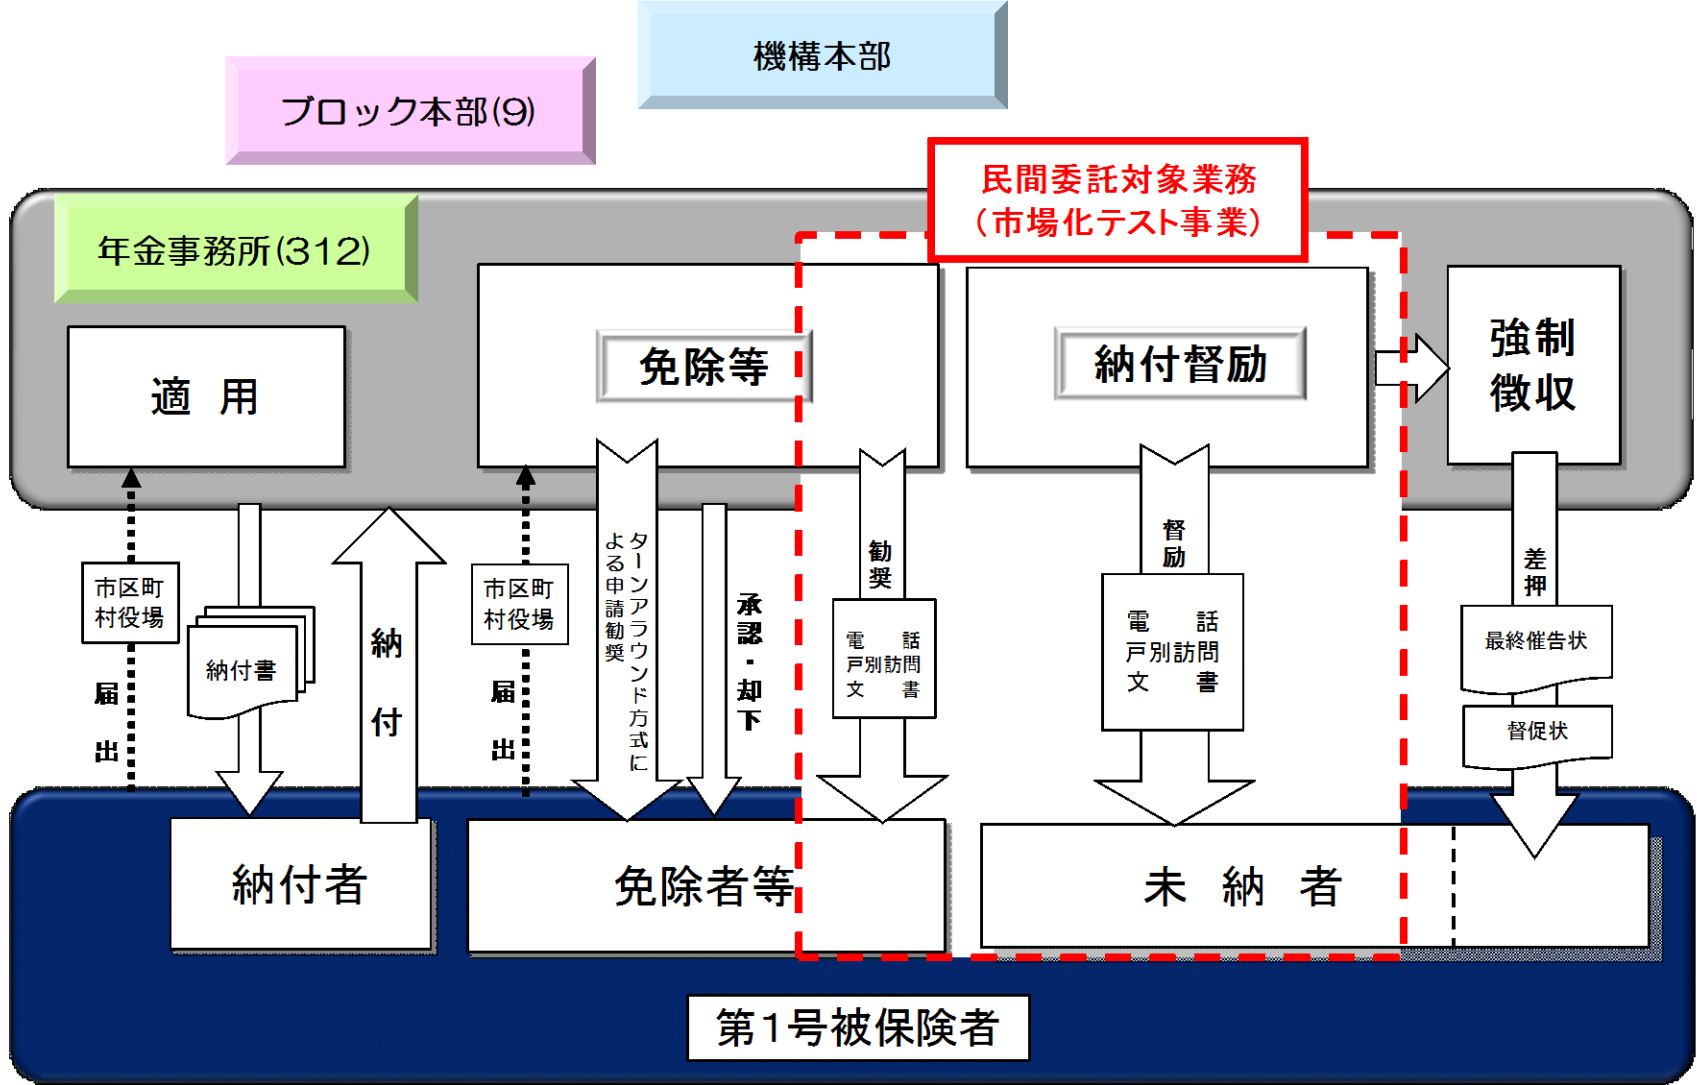 機構本部
ブロック本部(9)
民間委託対象業務
(市場化テスト事業)
年金事務所(312)
適 用
免除等
納付督励
強制
徴収
市区町
村役場
届 出
納付書
納 付
市区町
村役場
届 出
ターンアラウンド方式に
よる申請勧奨
承認・却下
勧奨
電 話
戸別訪問
文 書
督励
電 話
戸別訪問
文 書
差押
最終催告状
督促状
納付者
免除者等
未 納 者
第1号被保険者